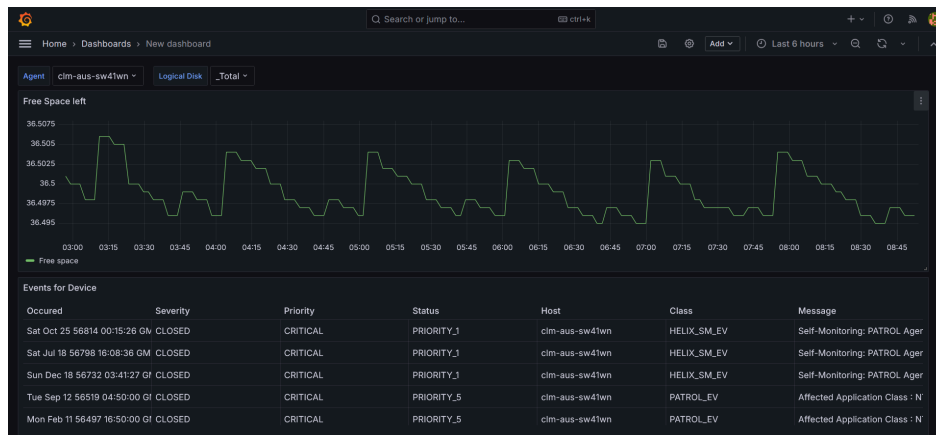 Search or jump to... ctrl+k
Home › Dashboards › New dashboard Add Last 6 hours
Agent clm-aus-sw41wn Logical Disk _Total
Free Space left
36.5075
36.505
36.5025
36.5
36.4975
36.495
03:00 03:15 03:30 03:45 04:00 04:15 04:30 04:45 05:00 05:15 05:30 05:45 06:00 06:15 06:30 06:45 07:00 07:15 07:30 07:45 08:00 08:15 08:30 08:45
Free space
Events for Device
Occured Severity Priority Status Host Class Message
Sat Oct 25 56814 00:15:26 GM CLOSED CRITICAL PRIORITY_1 clm-aus-sw41wn HELIX_SM_EV Self-Monitoring: PATROL Ager
Sat Jul 18 56798 16:08:36 GM CLOSED CRITICAL PRIORITY_1 clm-aus-sw41wn HELIX_SM_EV Self-Monitoring: PATROL Ager
Sun Dec 18 56732 03:41:27 GM CLOSED CRITICAL PRIORITY_1 clm-aus-sw41wn HELIX_SM_EV Self-Monitoring: PATROL Ager
Tue Sep 12 56519 04:50:00 GM CLOSED CRITICAL PRIORITY_5 clm-aus-sw41wn PATROL_EV Affected Application Class : N
Mon Feb 11 56497 16:50:00 GM CLOSED CRITICAL PRIORITY_5 clm-aus-sw41wn PATROL_EV Affected Application Class : N